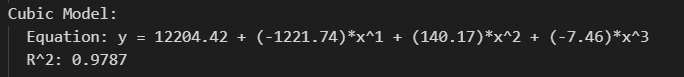 Cubic Model:
Equation: y = 12204.42 + (-1221.74)*x^1 + (140.17)*x^2 + (-7.46)*x^3
R^2: 0.9787